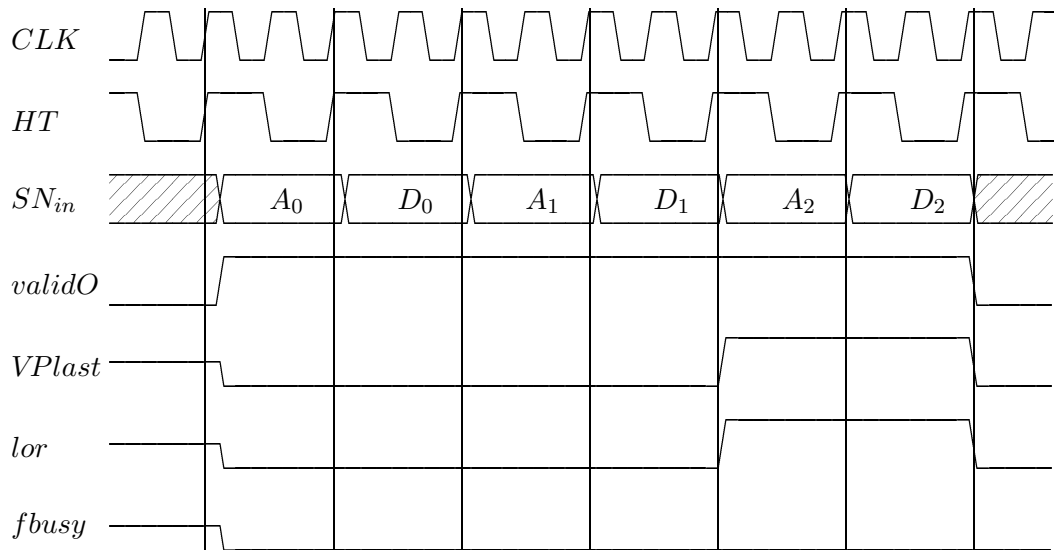 CLK
HT
SN_in A_0 D_0 A_1 D_1 A_2 D_2
validO
VPlast
lor
fbusy